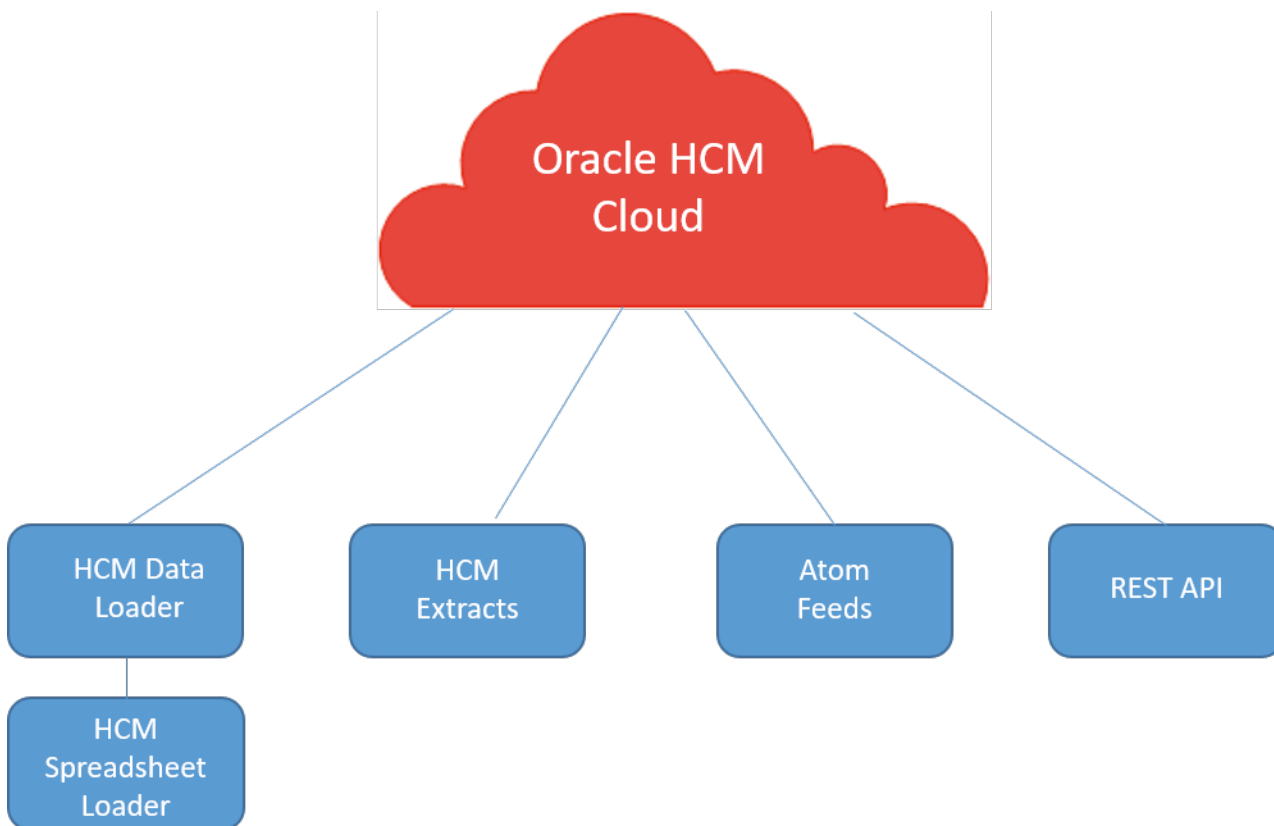 Oracle HCM
Cloud
HCM Data
Loader
HCM
Extracts
Atom
Feeds
REST API
HCM
Spreadsheet
Loader